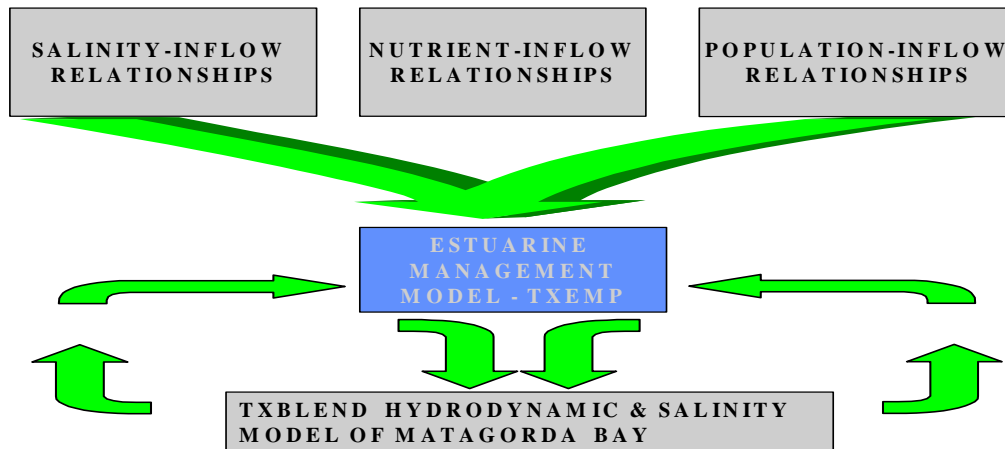 SALINITY-INFLOW
RELATIONSHIPS
NUTRIENT-INFLOW
RELATIONSHIPS
POPULATION-INFLOW
RELATIONSHIPS
ESTUARINE
MANAGEMENT
MODEL - TXEMP
TXBLEND HYDRODYNAMIC & SALINITY
MODEL OF MATAGORDA BAY